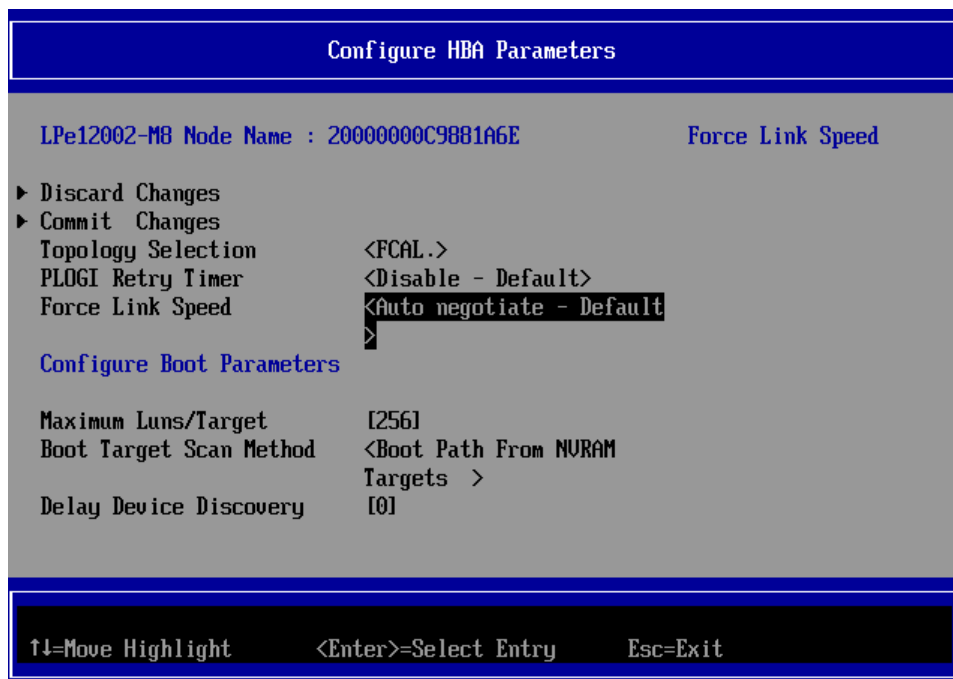 Configure HBA Parameters
LPe12002-M8 Node Name : 20000000C9881A6E Force Link Speed
▶ Discard Changes
▶ Commit Changes
Topology Selection <FCAL.>
PLOGI Retry Timer <Disable - Default>
Force Link Speed <Auto negotiate - Default
>
Configure Boot Parameters
Maximum Luns/Target [256]
Boot Target Scan Method <Boot Path From NVRAM
Targets >
Delay Device Discovery [0]
↑↓=Move Highlight <Enter>=Select Entry Esc=Exit